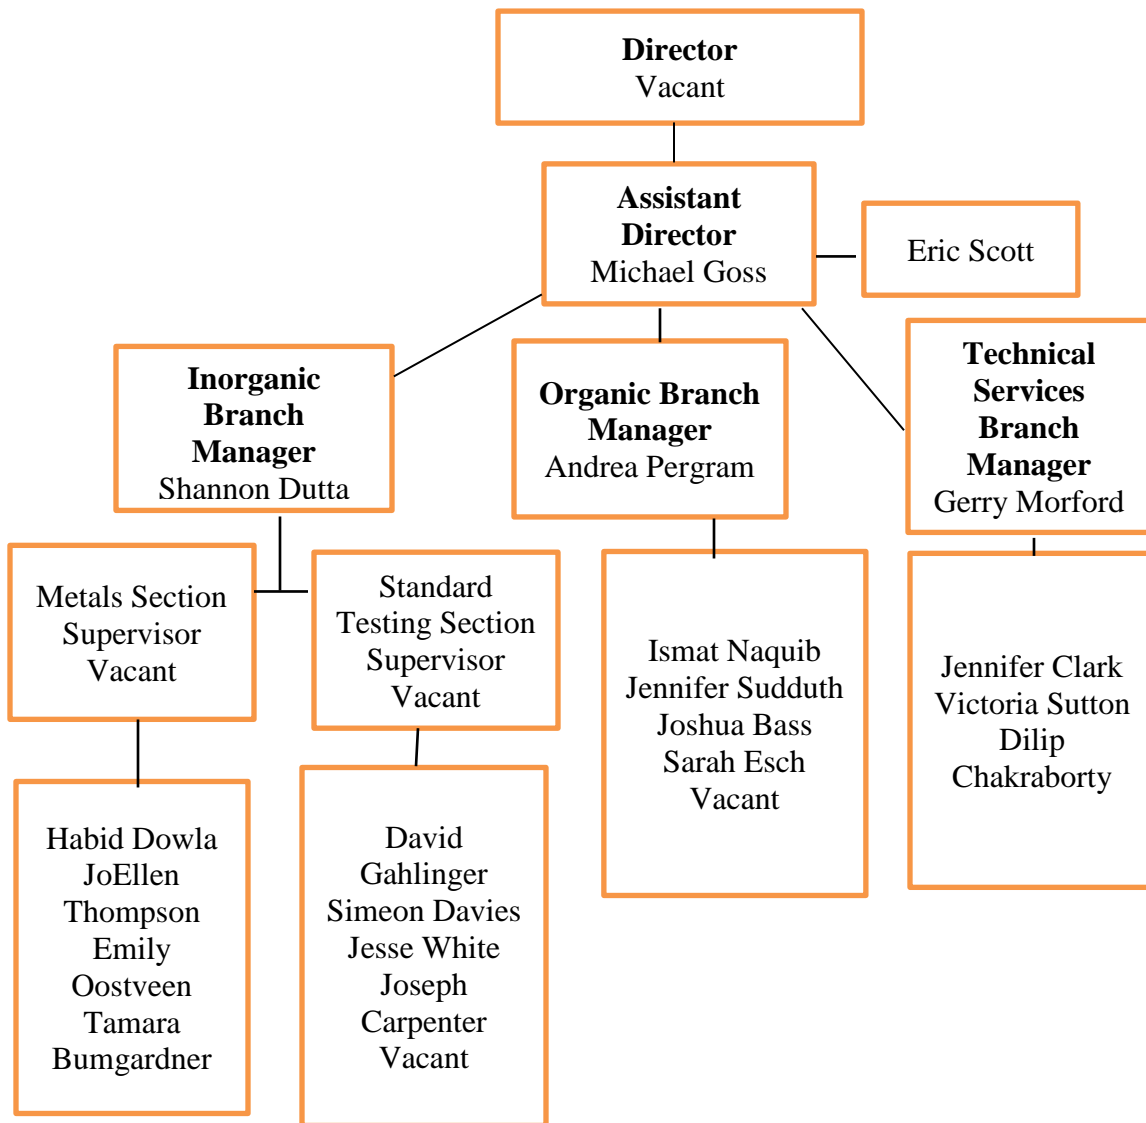 Director
Vacant
Assistant
Director
Michael Goss
Eric Scott
Inorganic
Branch
Manager
Shannon Dutta
Organic Branch
Manager
Andrea Pergram
Technical
Services
Branch
Manager
Gerry Morford
Metals Section
Supervisor
Vacant
Standard
Testing Section
Supervisor
Vacant
Ismat Naquib
Jennifer Sudduth
Joshua Bass
Sarah Esch
Vacant
Jennifer Clark
Victoria Sutton
Dilip
Chakraborty
Habid Dowla
JoEllen
Thompson
Emily
Oostveen
Tamara
Bumgardner
David
Gahlinger
Simeon Davies
Jesse White
Joseph
Carpenter
Vacant